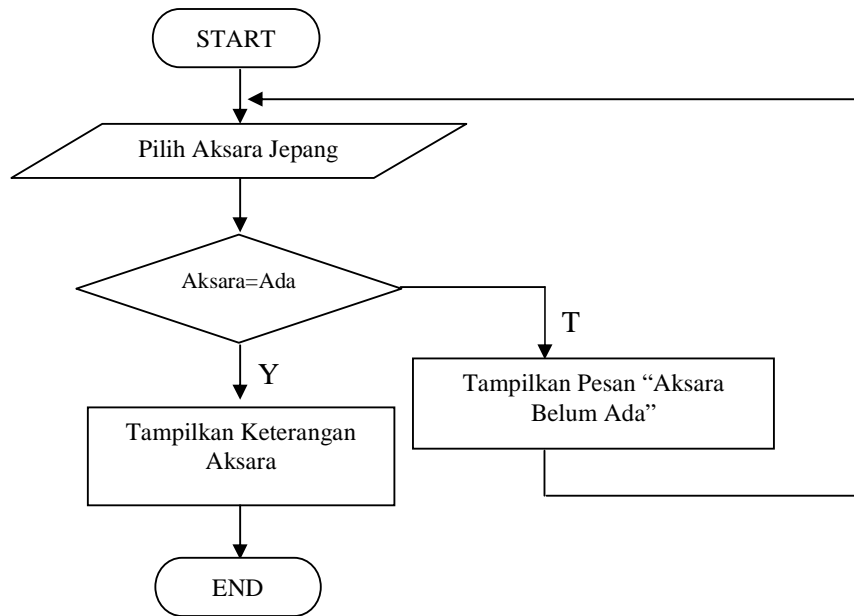 START
Pilih Aksara Jepang
Aksara=Ada
T
Y
Tampilkan Pesan “Aksara
Belum Ada”
Tampilkan Keterangan
Aksara
END